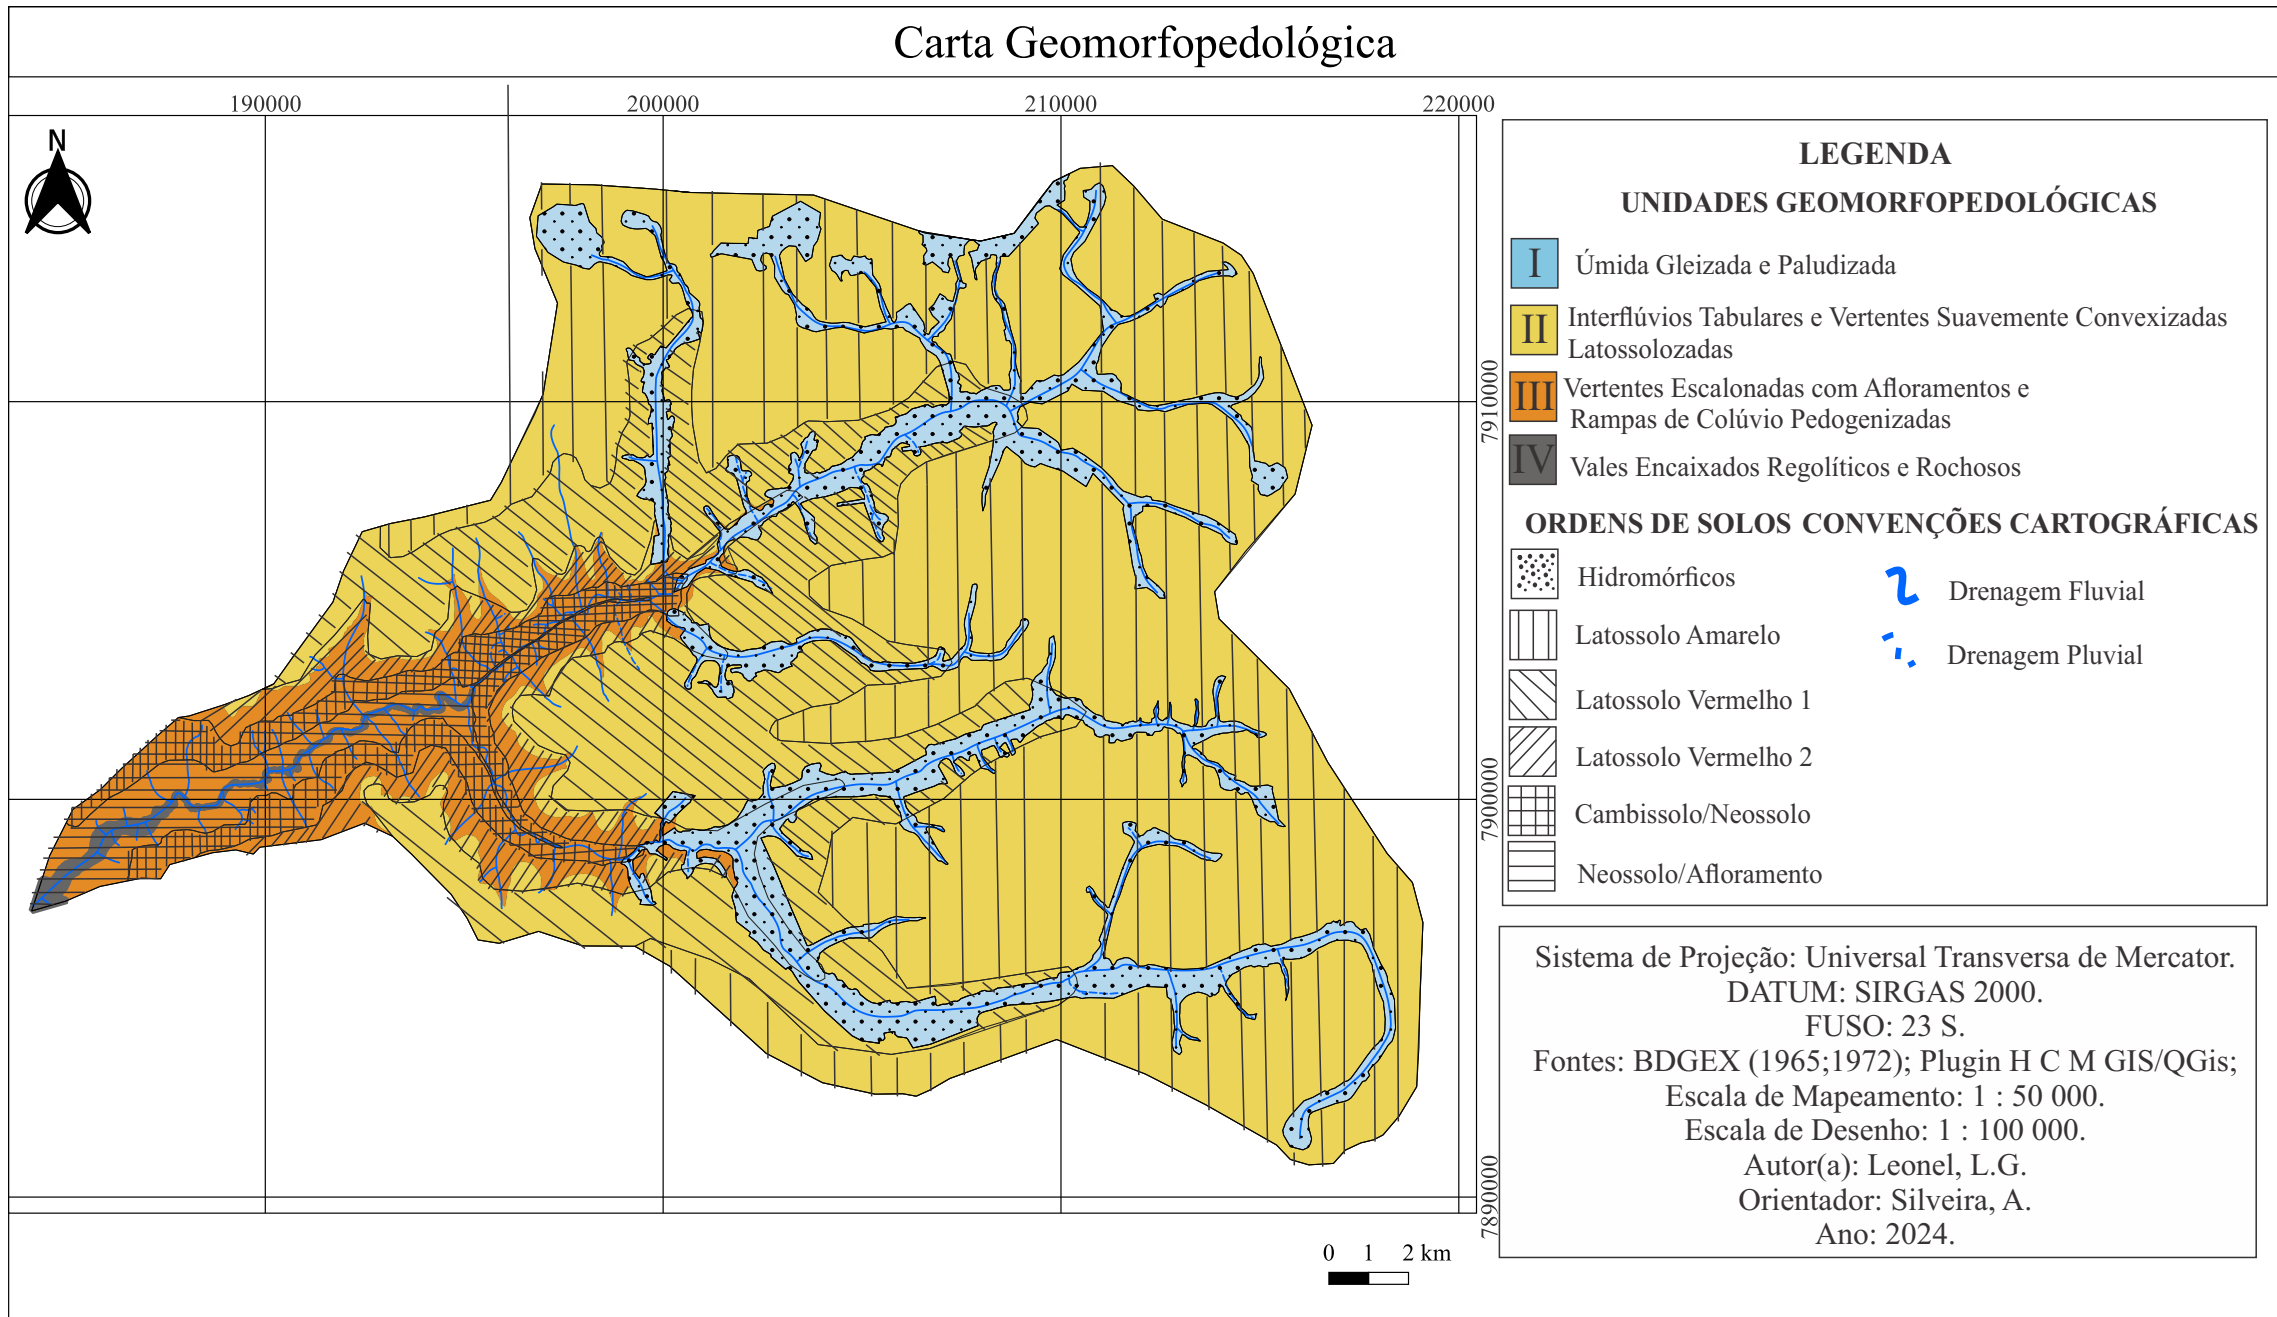 Carta Geomorfopedológica
190000
200000
210000
220000
N
7910000
7900000
7890000
LEGENDA
UNIDADES GEOMORFOPEDOLÓGICAS
I
Úmida Gleizada e Paludizada
II
Interflúvios Tabulares e Vertentes Suavemente Convexizadas
Latossolozadas
III
Vertentes Escalonadas com Afloramentos e
Rampas de Colúvio Pedogenizadas
IV
Vales Encaixados Regolíticos e Rochosos
ORDENS DE SOLOS
Hidromórficos
Latossolo Amarelo
Latossolo Vermelho 1
Latossolo Vermelho 2
Cambissolo/Neossolo
Neossolo/Afloramento
CONVENÇÕES CARTOGRÁFICAS
Drenagem Fluvial
Drenagem Pluvial
Sistema de Projeção: Universal Transversa de Mercator.
DATUM: SIRGAS 2000.
FUSO: 23 S.
Fontes: BDGEX (1965;1972); Plugin H C M GIS/QGis;
Escala de Mapeamento: 1 : 50 000.
Escala de Desenho: 1 : 100 000.
Autor(a): Leonel, L.G.
Orientador: Silveira, A.
Ano: 2024.
0 1 2 km